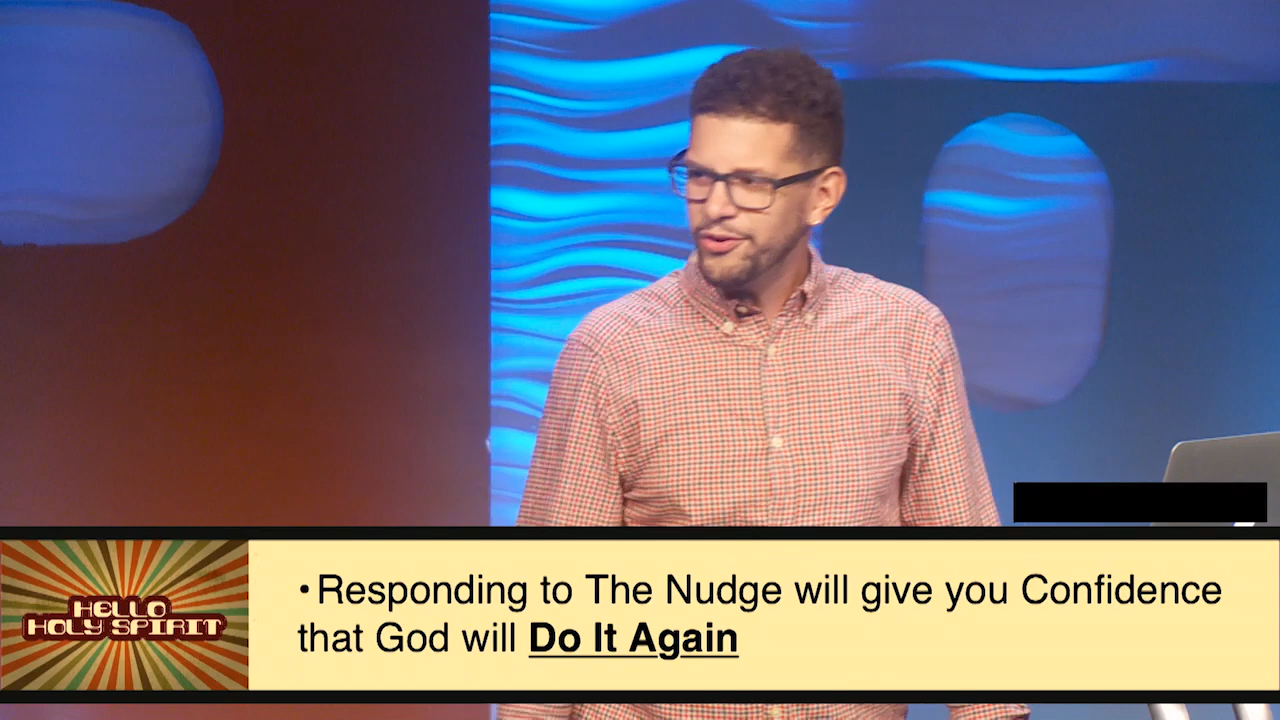 HELLO
HOLY SPIRIT
•Responding to The Nudge will give you Confidence
that God will Do It Again